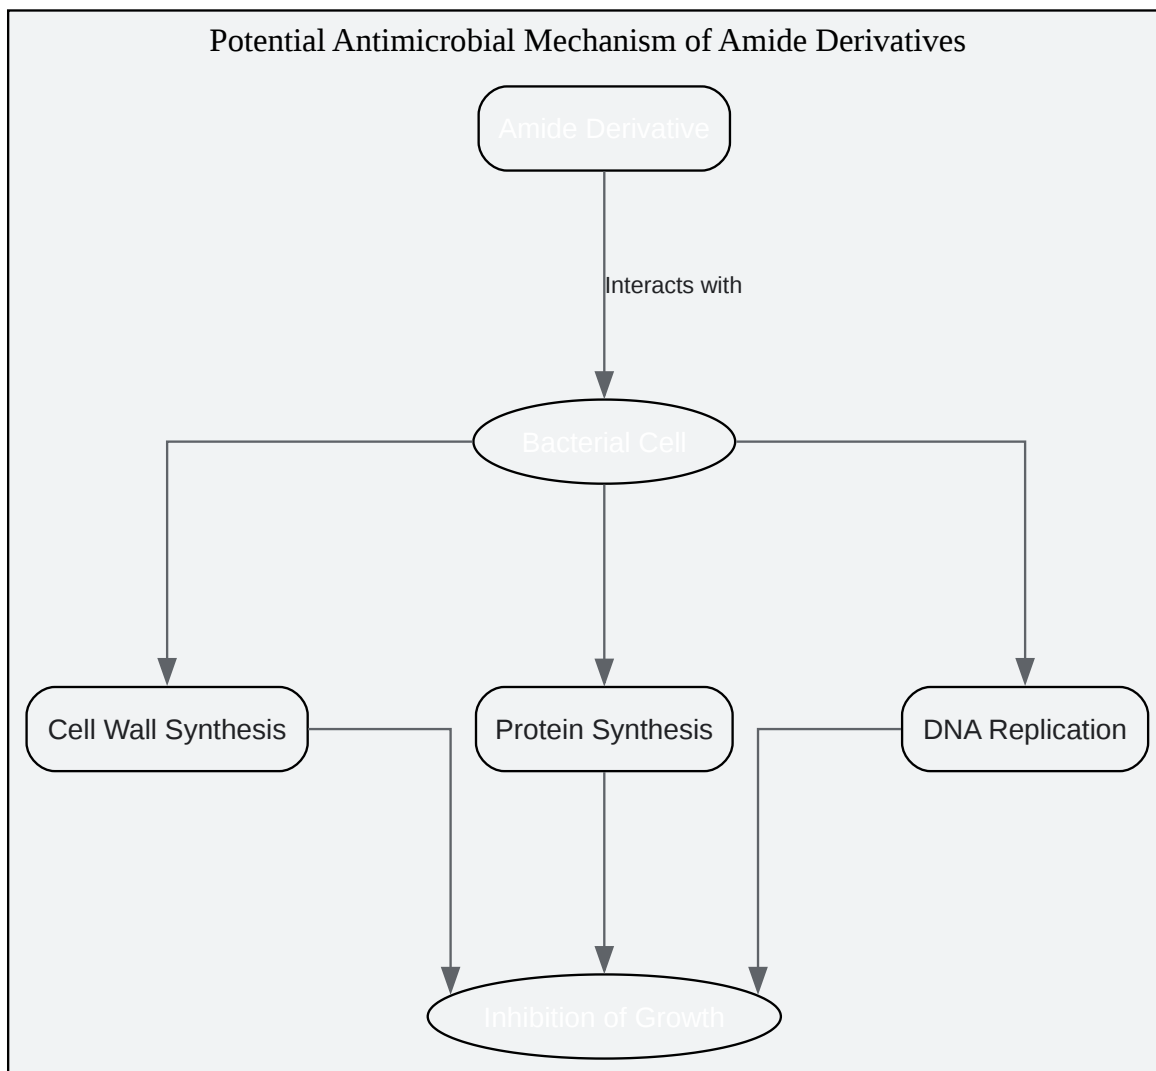 Potential Antimicrobial Mechanism of Amide Derivatives
Amide Derivative
Interacts with
Bacterial Cell
Cell Wall Synthesis
Protein Synthesis
DNA Replication
Inhibition of Growth